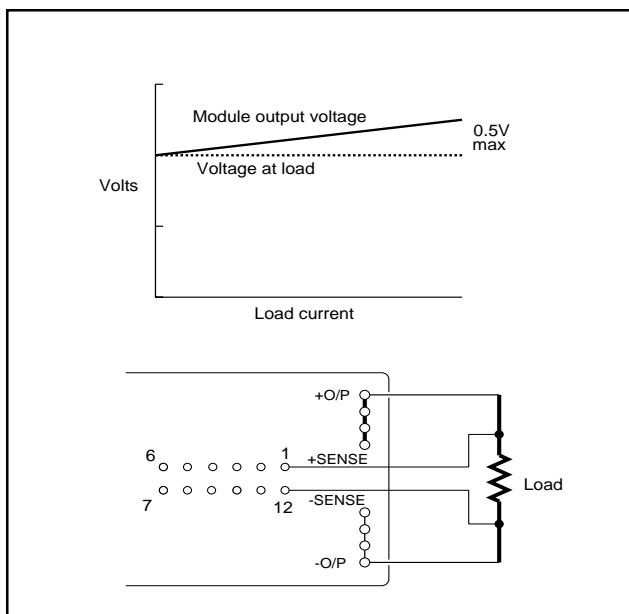 Module output voltage
0.5V
max
Voltage at load
Volts
Load current
+O/P
6
1
+SENSE
Load
7
12
-SENSE
-O/P